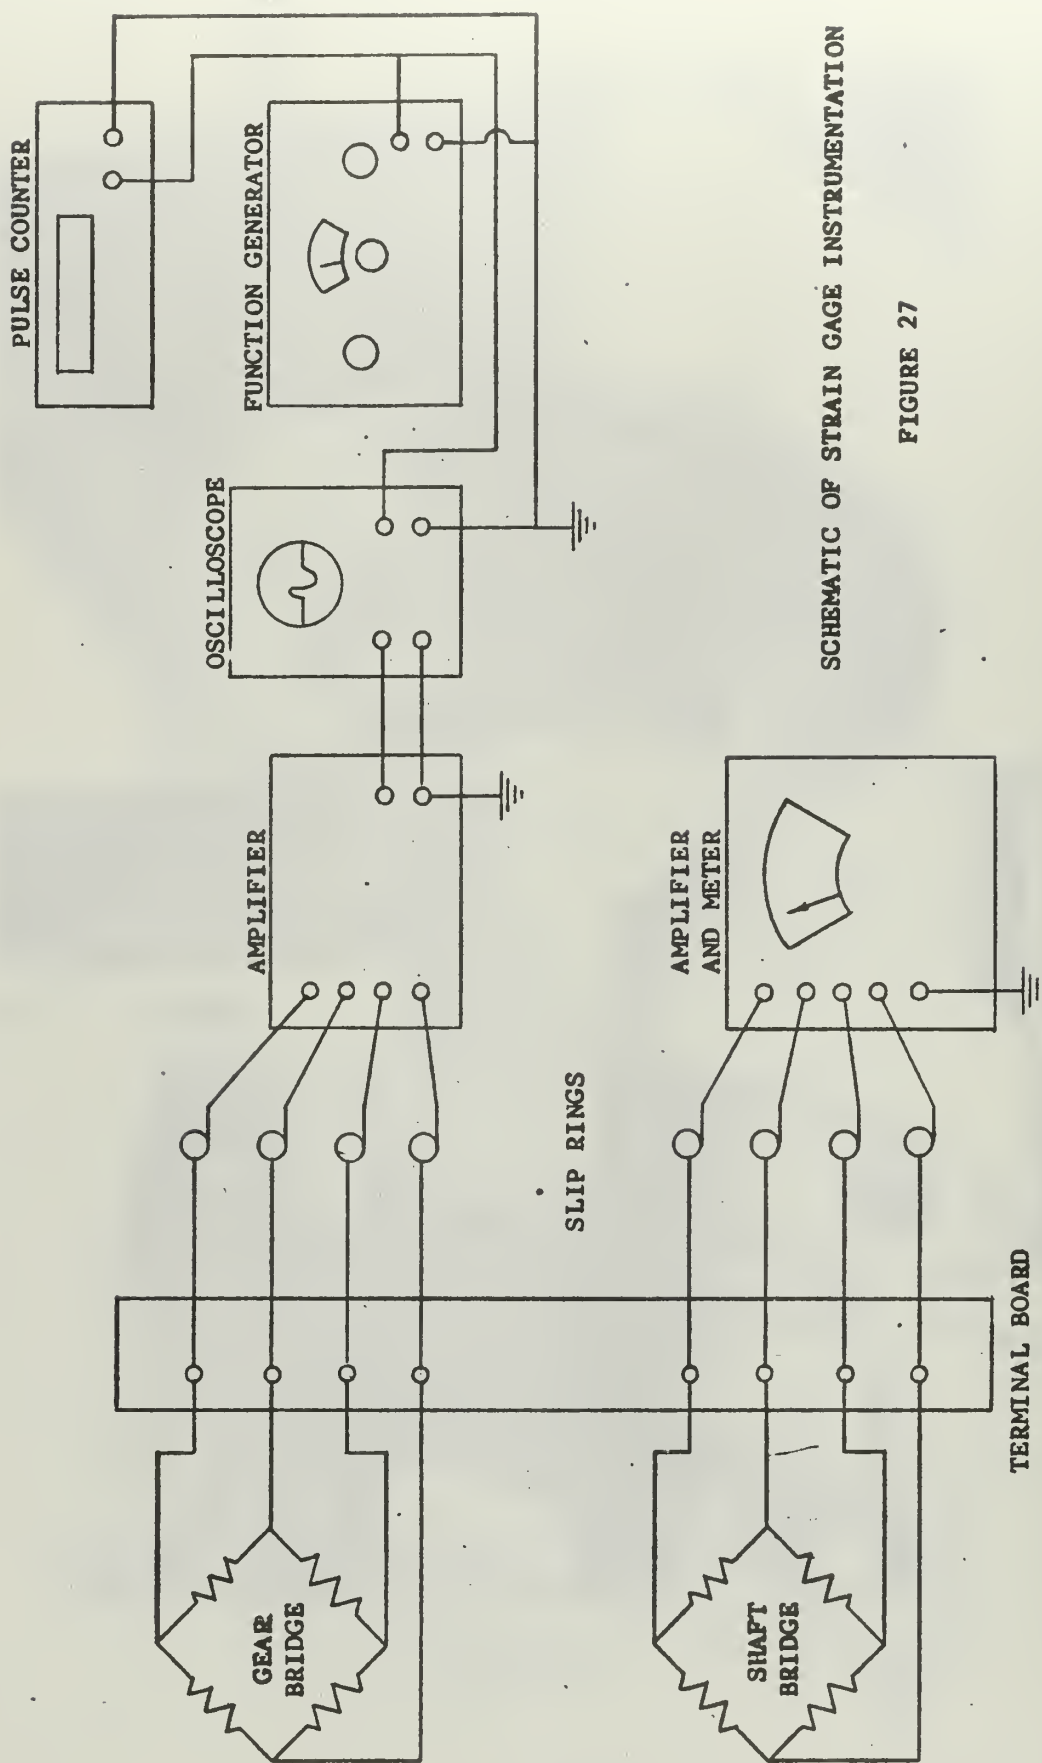 PULSE COUNTER
FUNCTION GENERATOR
OSCILLOSCOPE
AMPLIFIER
AMPLIFIER
AND METER
SLIP RINGS
TERMINAL BOARD
GEAR
BRIDGE
SHAFT
BRIDGE
SCHEMATIC OF STRAIN GAGE INSTRUMENTATION
FIGURE 27